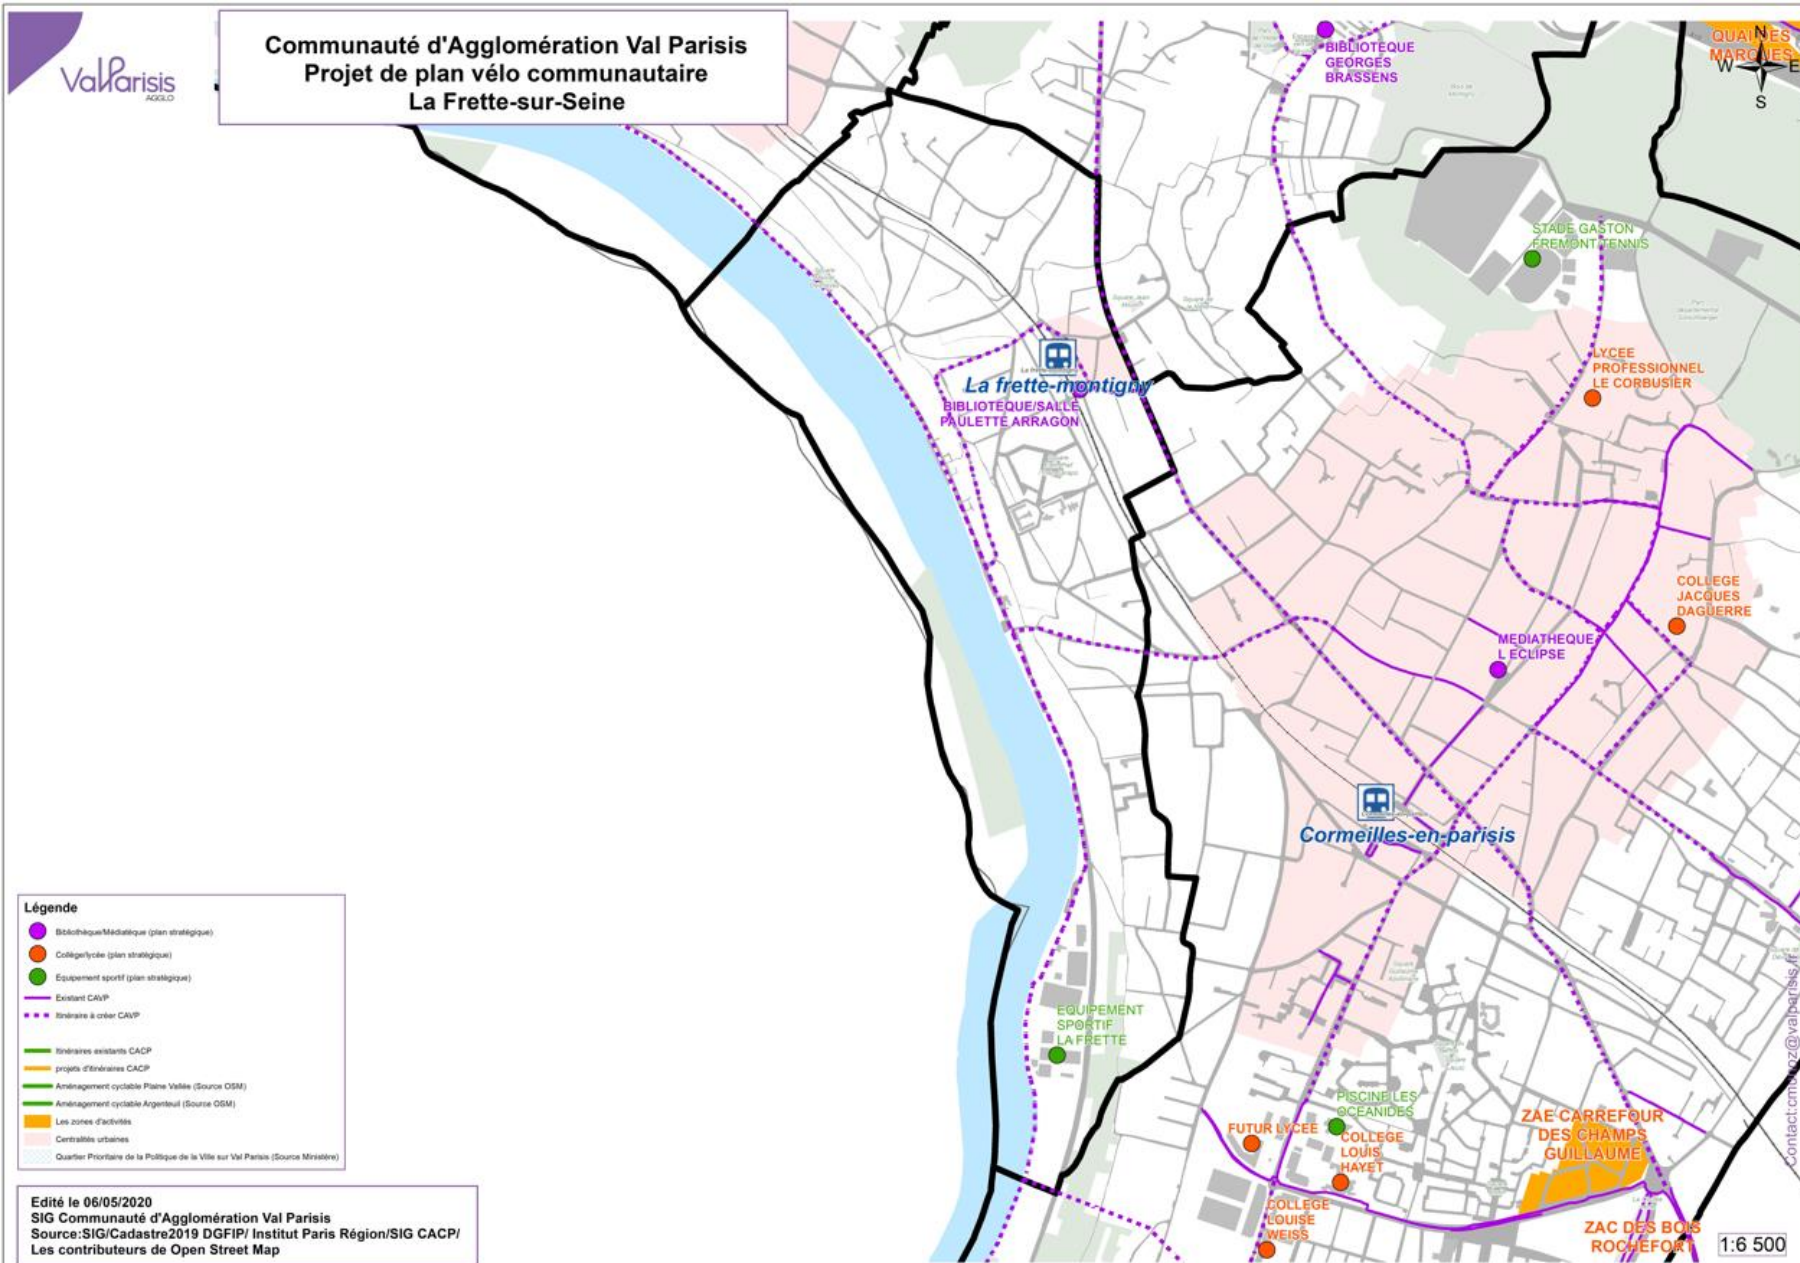 ValParisis
AGGLO
Communauté d'Agglomération Val Parisis
Projet de plan vélo communautaire
La Frette-sur-Seine
BIBLIOTEQUE
GEORGES
BRASSENS
QUAI DES
MARQUES
N
W
E
S
STADE GASTON
FREMONT/TENNIS
LYCEE
PROFESSIONNEL
LE CORBUSIER
La frette-montigny
BIBLIOTEQUE/SALLE
PAULETTE ARRAGON
COLLEGE
JACQUES
DAGUERRE
MEDIATHEQUE
L ECLIPSE
Cormeilles-en-parisis
EQUIPEMENT
SPORTIF
LA FRETTE
PISCINE LES
OCEANIDES
FUTUR LYCEE
COLLEGE
LOUIS
HAYET
COLLEGE
LOUISE
WEISS
ZAE CARREFOUR
DES CHAMPS
GUILLAUME
ZAC DES BOIS
ROCHEFORT
Légende
Bibliothèque/Médiatèque (plan stratégique)
Collège/lycée (plan stratégique)
Equipement sportif (plan stratégique)
Existant CAVP
Itinéraire à créer CAVP
Itinéraires existants CACP
projets d'itinéraires CACP
Aménagement cyclable Plaine Vallée (Source OSM)
Aménagement cyclable Argenteuil (Source OSM)
Les zones d'activités
Centralités urbaines
Quartier Prioritaire de la Politique de la Ville sur Val Parisis (Source Ministère)
Edité le 06/05/2020
SIG Communauté d'Agglomération Val Parisis
Source:SIG/Cadastre2019 DGFIP/ Institut Paris Région/SIG CACP/
Les contributeurs de Open Street Map
1:6 500